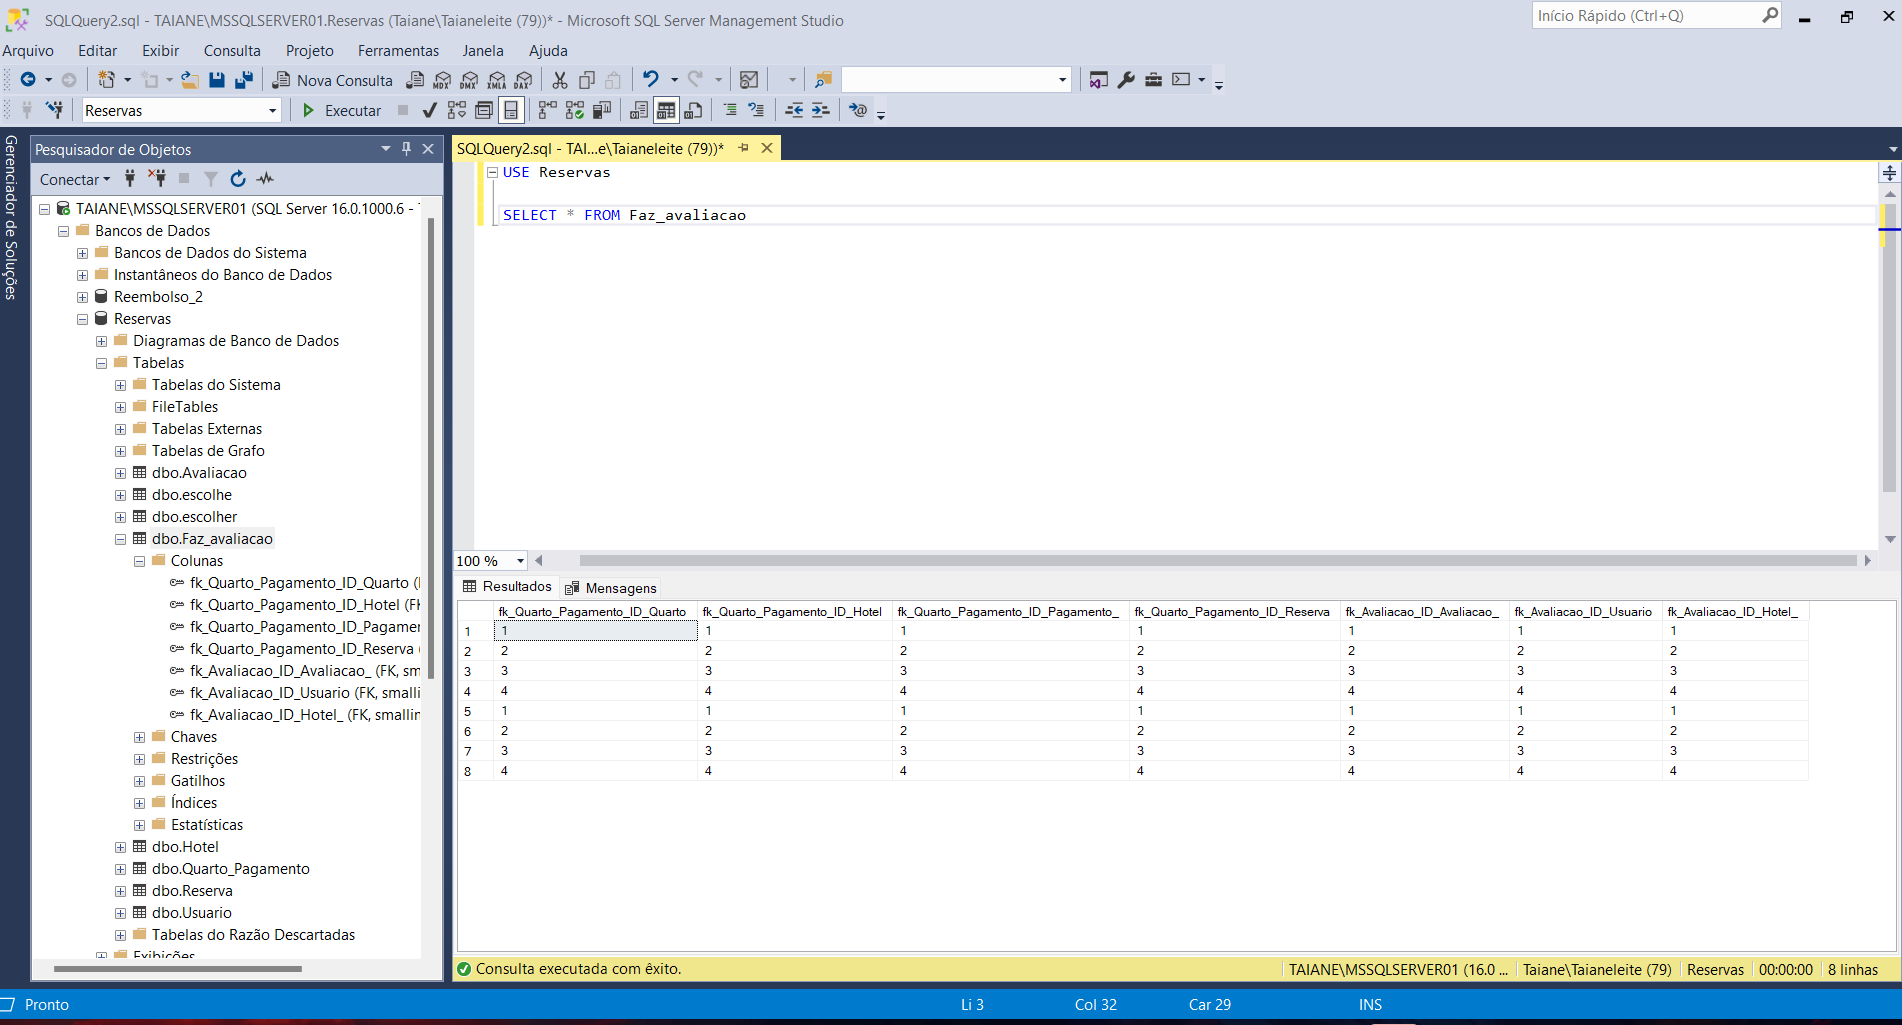 SQLQuery2.sql - TAIANE\MSSQLSERVER01.Reservas (Taiane\Taianeleite (79))* - Microsoft SQL Server Management Studio
Início Rápido (Ctrl+Q)
Arquivo Editar Exibir Consulta Projeto Ferramentas Janela Ajuda
Nova Consulta MDX DMX XMLA DAX
Reservas Executar
Gerenciador de Soluções
Pesquisador de Objetos
Conectar
TAIANE\MSSQLSERVER01 (SQL Server 16.0.1000.6 -
Bancos de Dados
Bancos de Dados do Sistema
Instantâneos do Banco de Dados
Reembolso_2
Reservas
Diagramas de Banco de Dados
Tabelas
Tabelas do Sistema
FileTables
Tabelas Externas
Tabelas de Grafo
dbo.Avaliacao
dbo.escolhe
dbo.escolher
dbo.Faz_avaliacao
Colunas
fk_Quarto_Pagamento_ID_Quarto (
fk_Quarto_Pagamento_ID_Hotel (Fk
fk_Quarto_Pagamento_ID_Pagamer
fk_Quarto_Pagamento_ID_Reserva (
fk_Avaliacao_ID_Avaliacao_ (FK, sm
fk_Avaliacao_ID_Usuario (FK, smalli
fk_Avaliacao_ID_Hotel_ (FK, smallin
Chaves
Restrições
Gatilhos
Índices
Estatísticas
dbo.Hotel
dbo.Quarto_Pagamento
dbo.Reserva
dbo.Usuario
Tabelas do Razão Descartadas
Exibições
SQLQuery2.sql - TAI...e\Taianeleite (79))*
USE Reservas
SELECT * FROM Faz_avaliacao
100 %
Resultados Mensagens
fk_Quarto_Pagamento_ID_Quarto fk_Quarto_Pagamento_ID_Hotel fk_Quarto_Pagamento_ID_Pagamento_ fk_Quarto_Pagamento_ID_Reserva fk_Avaliacao_ID_Avaliacao_ fk_Avaliacao_ID_Usuario fk_Avaliacao_ID_Hotel_
1 1 1 1 1 1 1 1
2 2 2 2 2 2 2 2
3 3 3 3 3 3 3 3
4 4 4 4 4 4 4 4
5 1 1 1 1 1 1 1
6 2 2 2 2 2 2 2
7 3 3 3 3 3 3 3
8 4 4 4 4 4 4 4
Consulta executada com êxito. TAIANE\MSSQLSERVER01 (16.0 ... Taiane\Taianeleite (79) Reservas 00:00:00 8 linhas
Pronto Li 3 Col 32 Car 29 INS